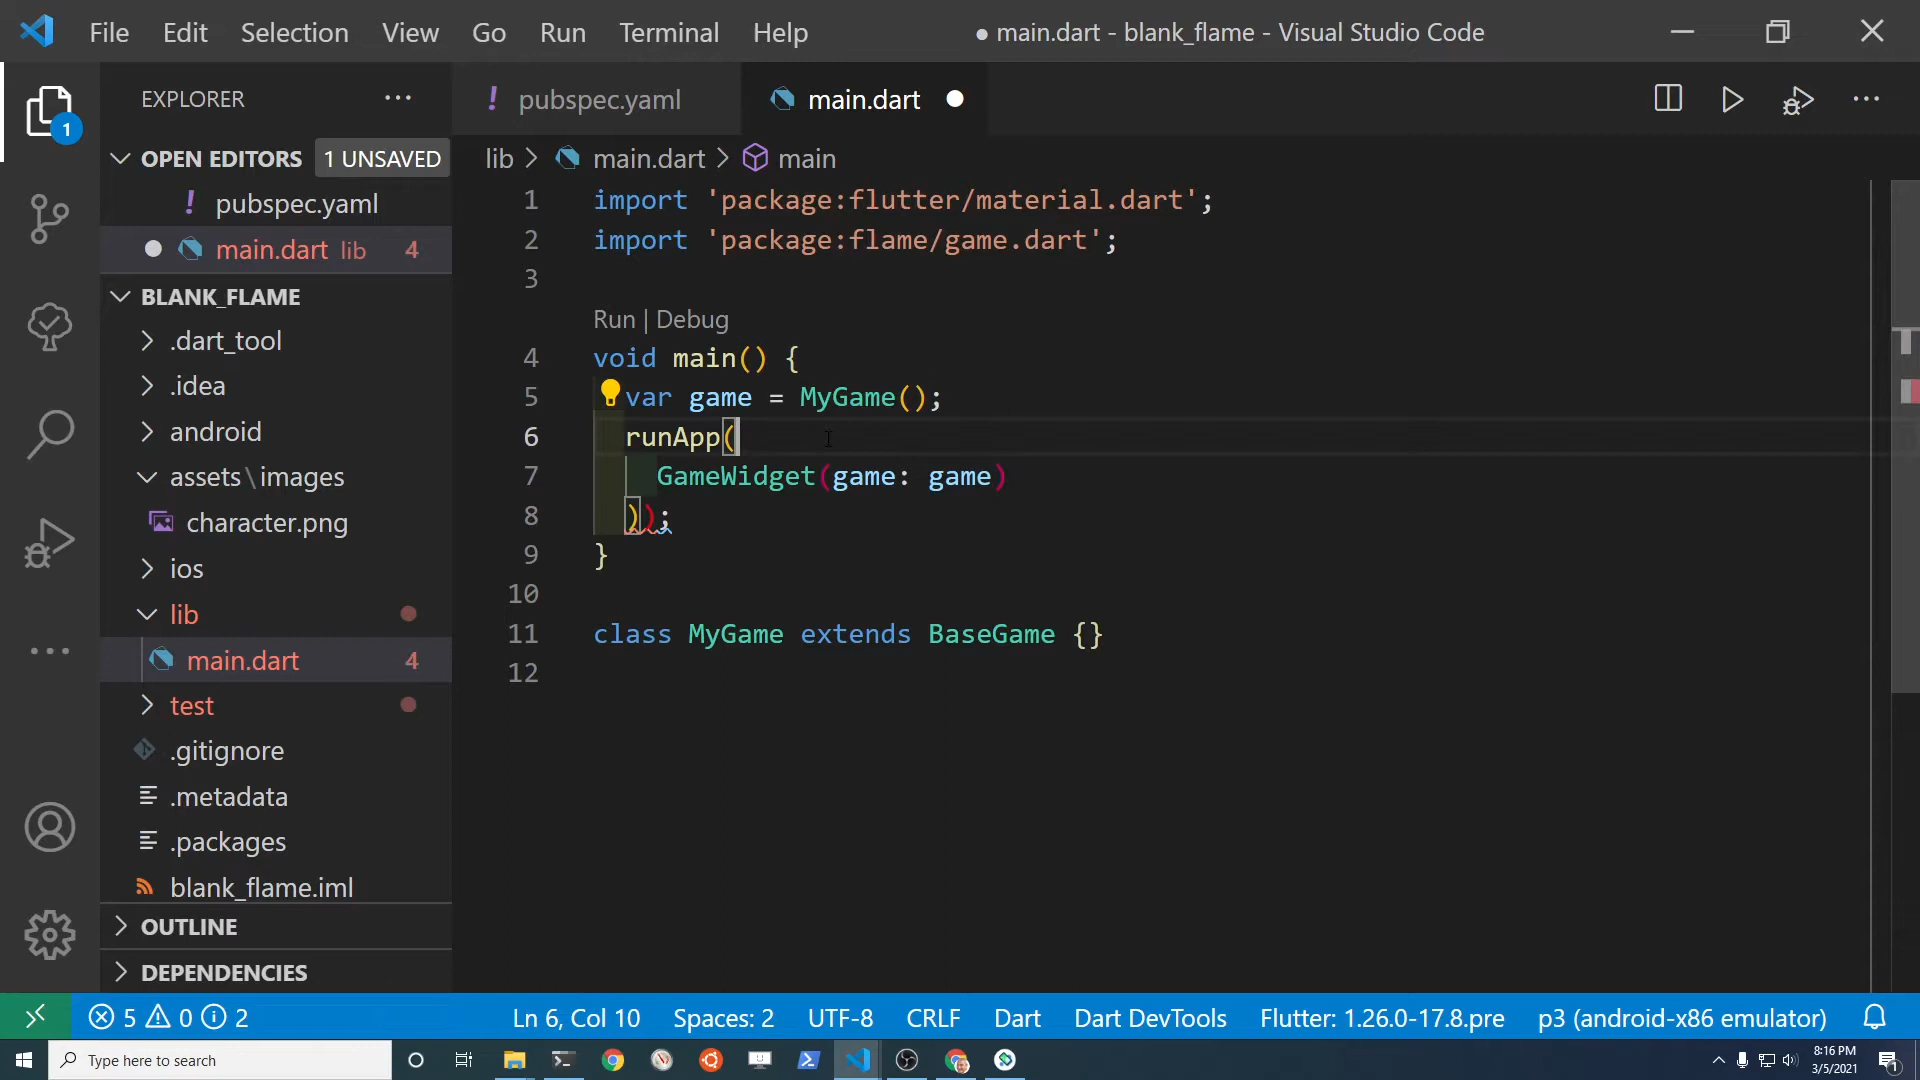 File Edit Selection View Go Run Terminal Help
● main.dart - blank_flame - Visual Studio Code
1
EXPLORER
OPEN EDITORS 1 UNSAVED
! pubspec.yaml
main.dart lib 4
BLANK_FLAME
.dart_tool
.idea
android
assets\images
character.png
ios
lib
main.dart 4
test
.gitignore
.metadata
.packages
blank_flame.iml
OUTLINE
DEPENDENCIES
! pubspec.yaml
main.dart
lib > main.dart > main
1 import 'package:flutter/material.dart';
2 import 'package:flame/game.dart';
3
Run | Debug
4 void main() {
5 var game = MyGame();
6 runApp(
7 GameWidget(game: game)
8 ));
9 }
10
11 class MyGame extends BaseGame {}
12
5 0 2
Ln 6, Col 10
Spaces: 2
UTF-8
CRLF
Dart
Dart DevTools
Flutter: 1.26.0-17.8.pre
p3 (android-x86 emulator)
Type here to search
8:16 PM
3/5/2021
1